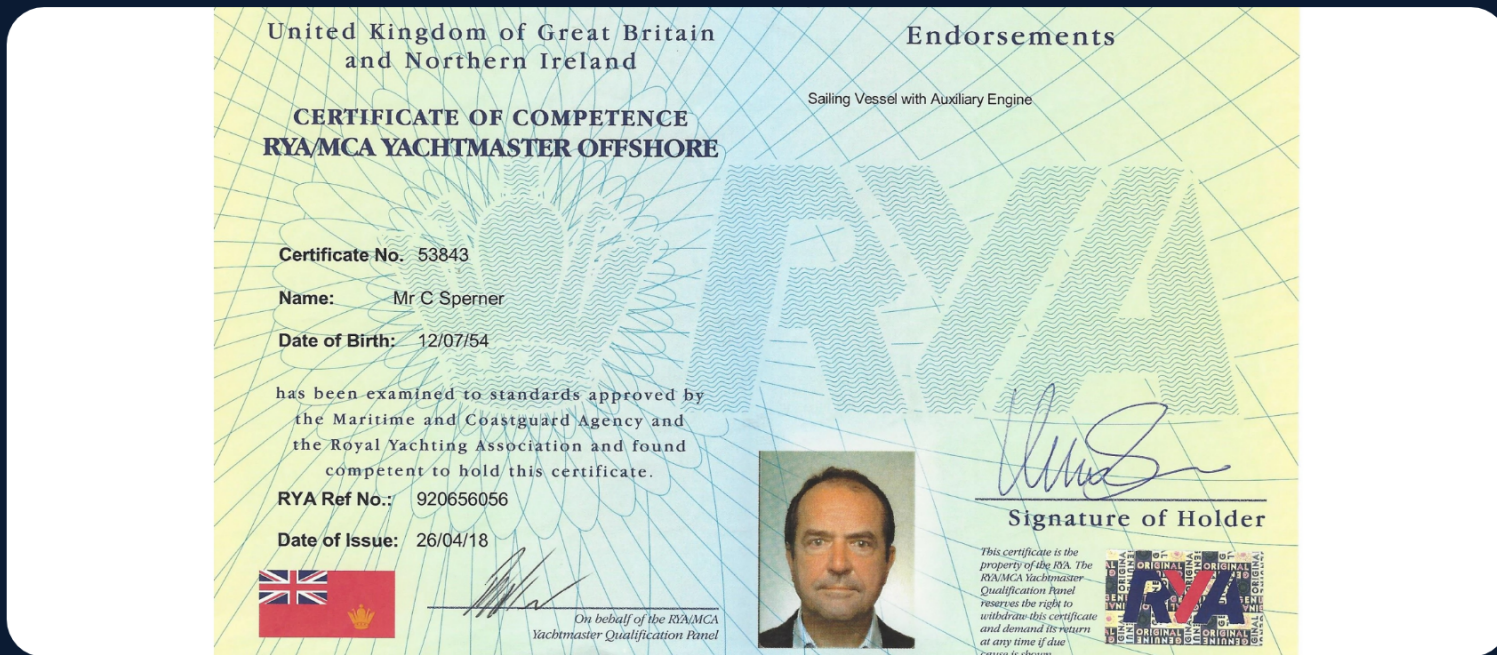 United Kingdom of Great Britain
and Northern Ireland
CERTIFICATE OF COMPETENCE
RYA/MCA YACHTMASTER OFFSHORE
Certificate No. 53843
Name: Mr C Sperner
Date of Birth: 12/07/54
has been examined to standards approved by
the Maritime and Coastguard Agency and
the Royal Yachting Association and found
competent to hold this certificate.
RYA Ref No.: 920656056
Date of Issue: 26/04/18
On behalf of the RYA/MCA
Yachtmaster Qualification Panel
Endorsements
Sailing Vessel with Auxiliary Engine
RYA
Signature of Holder
This certificate is the
property of the RYA. The
RYA/MCA Yachtmaster
Qualification Panel
reserves the right to
withdraw this certificate
and demand its return
at any time if due
cause is shown
RYA
ORIGINAL
GENUINE